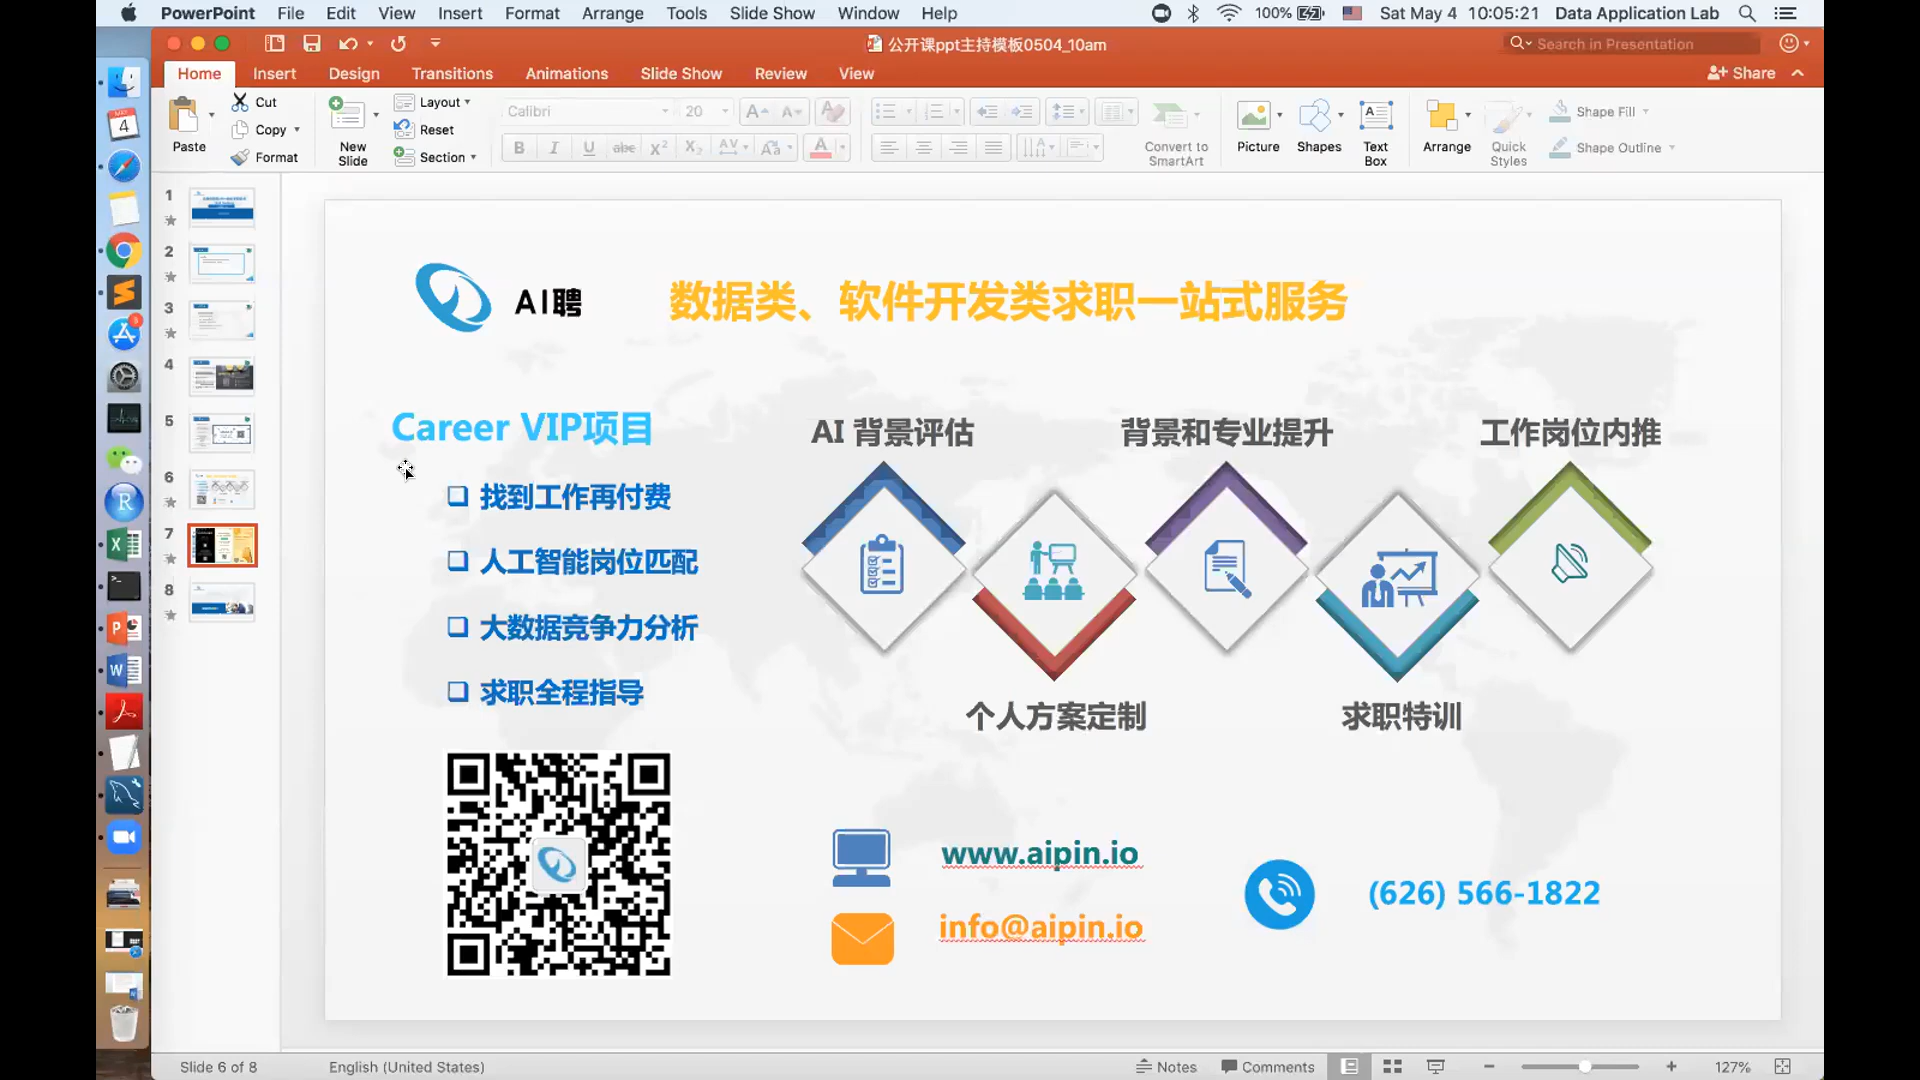 PowerPoint File Edit View Insert Format Arrange Tools Slide Show Window Help 100% Sat May 4 10:05:21 Data Application Lab
公开课ppt主持模板0504_10am
Search in Presentation
Home Insert Design Transitions Animations Slide Show Review View Share
Paste Cut Copy Format
New Slide Layout Reset Section
Calibri 20
Convert to SmartArt Picture Shapes Text Box Arrange Quick Styles Shape Fill Shape Outline
1
2
3
4
5
6
7
8
AI聘
数据类、软件开发类求职一站式服务
Career VIP项目
找到工作再付费
人工智能岗位匹配
大数据竞争力分析
求职全程指导
AI 背景评估
背景和专业提升
工作岗位内推
个人方案定制
求职特训
www.aipin.io
info@aipin.io
(626) 566-1822
Slide 6 of 8 English (United States) Notes Comments 127%